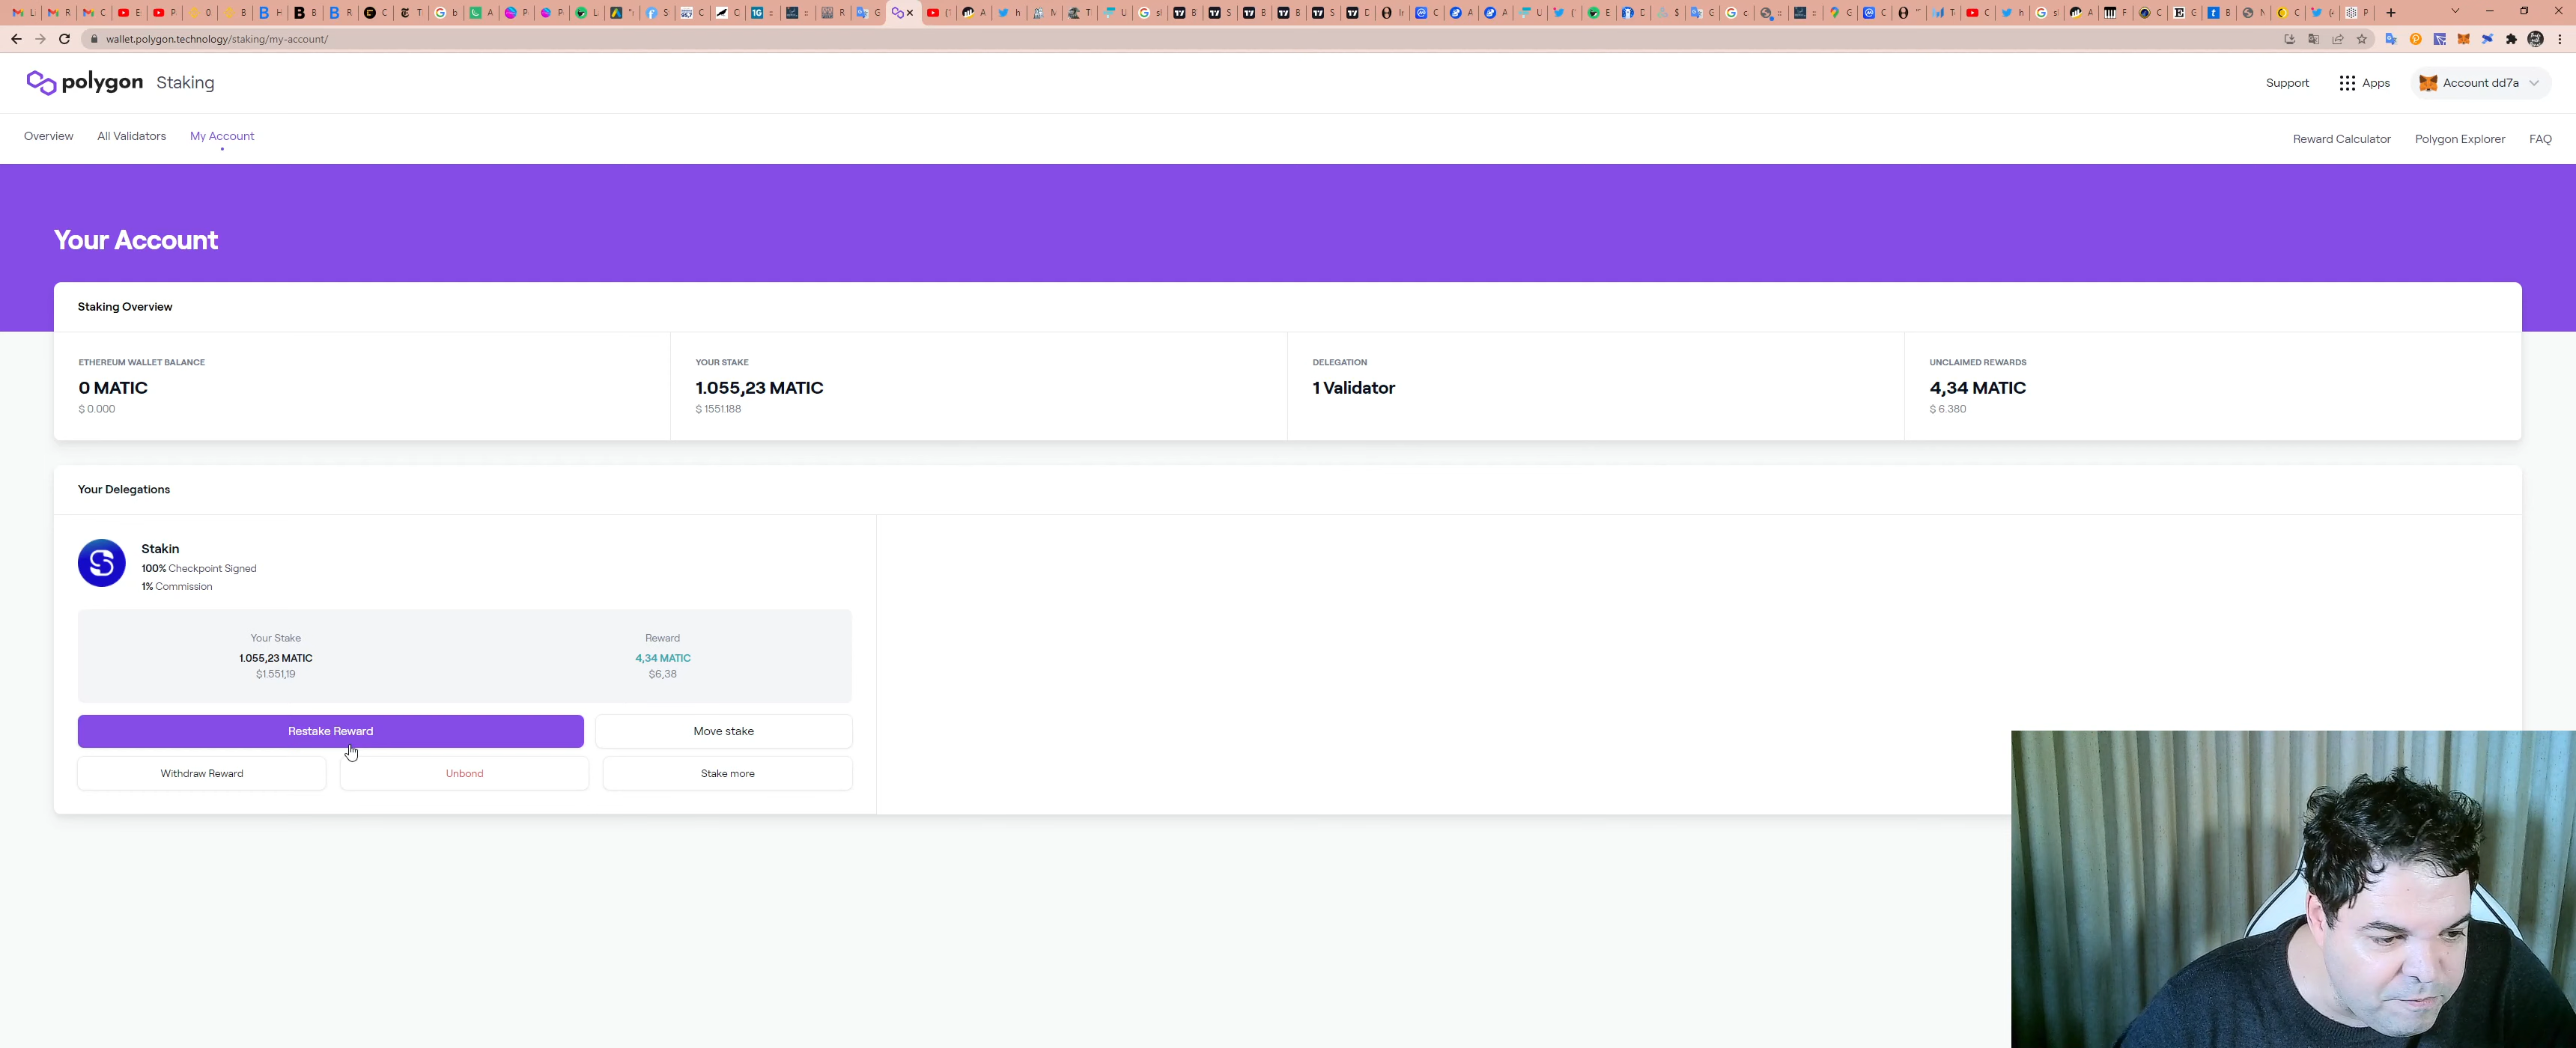 wallet.polygon.technology/staking/my-account/
polygon Staking
Support
Apps
Account dd7a
Overview
All Validators
My Account
Reward Calculator
Polygon Explorer
FAQ
Your Account
Staking Overview
ETHEREUM WALLET BALANCE
0 MATIC
$ 0.000
YOUR STAKE
1.055,23 MATIC
$ 1551.188
DELEGATION
1 Validator
UNCLAIMED REWARDS
4,34 MATIC
$ 6.380
Your Delegations
Stakin
100% Checkpoint Signed
1% Commission
Your Stake
1.055,23 MATIC
$1.551,19
Reward
4,34 MATIC
$6,38
Restake Reward
Move stake
Withdraw Reward
Unbond
Stake more